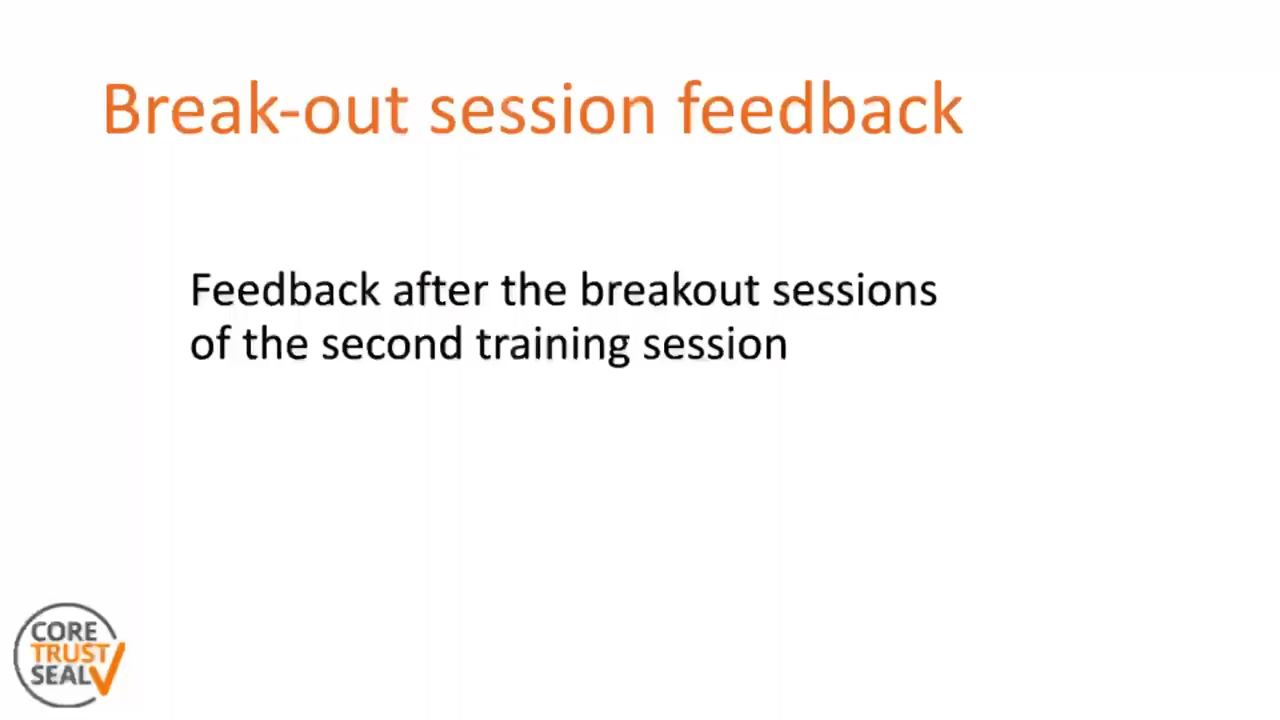 Break-out session feedback
Feedback after the breakout sessions
of the second training session
CORE
TRUST
SEAL